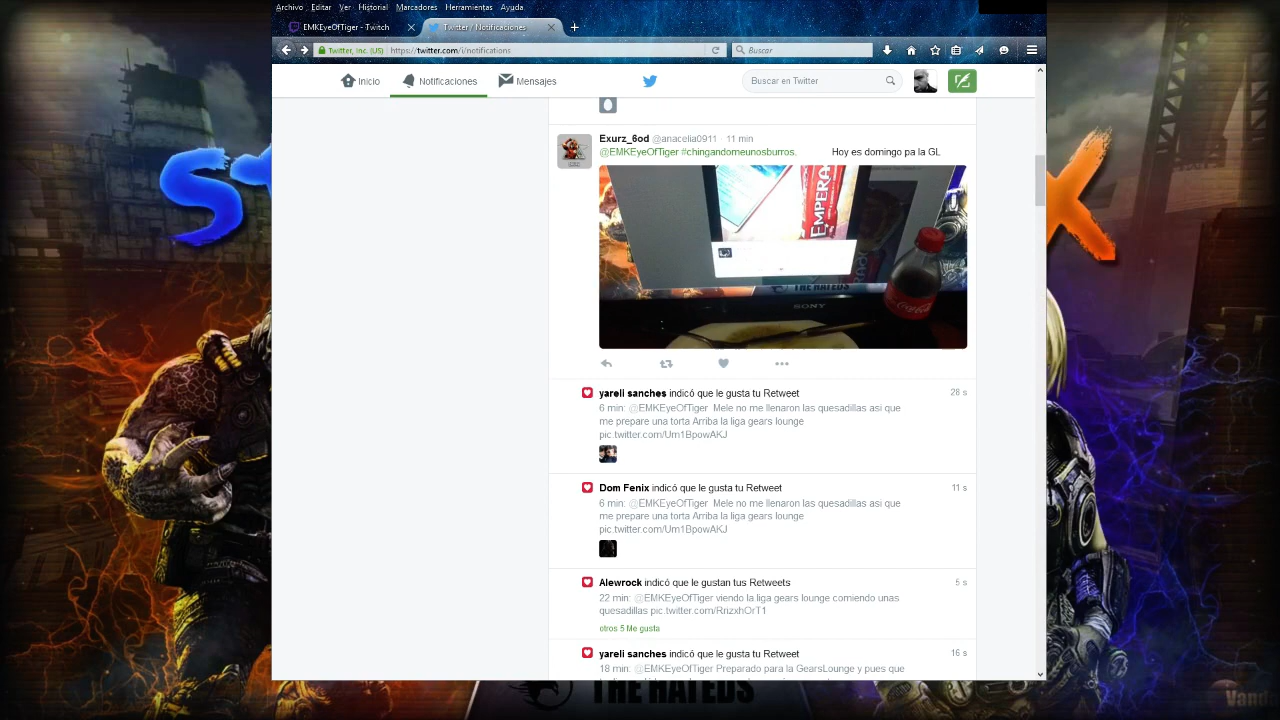 Archivo Editar Ver Historial Marcadores Herramientas Ayuda
EMKEyeOfTiger - Twitch
Twitter / Notificaciones
Twitter, Inc. (US) https://twitter.com/i/notifications
Buscar
Inicio
Notificaciones
Mensajes
Buscar en Twitter
Exurz_6od @anacelia0911 · 11 min
@EMKEyeOfTiger #chingandomeunosburros. Hoy es domingo pa la GL
EMPERA
THE HATEDS
SONY
Coca-Cola
yareli sanches indicó que le gusta tu Retweet 28 s
6 min: @EMKEyeOfTiger Mele no me llenaron las quesadillas asi que
me prepare una torta Arriba la liga gears lounge
pic.twitter.com/Um1BpowAKJ
Dom Fenix indicó que le gusta tu Retweet 11 s
6 min: @EMKEyeOfTiger Mele no me llenaron las quesadillas asi que
me prepare una torta Arriba la liga gears lounge
pic.twitter.com/Um1BpowAKJ
Alewrock indicó que le gustan tus Retweets 5 s
22 min: @EMKEyeOfTiger viendo la liga gears lounge comiendo unas
quesadillas pic.twitter.com/RrizxhOrT1
otros 5 Me gusta
yareli sanches indicó que le gusta tu Retweet 16 s
18 min: @EMKEyeOfTiger Preparado para la GearsLounge y pues que
THE HATEDS